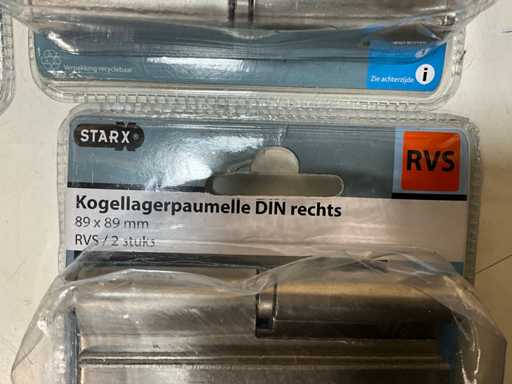 Verpakking recyclebaar
Zie achterzijde
i
STARX
RVS
Kogellagerpaumelle DIN rechts
89 x 89 mm
RVS / 2 stuks